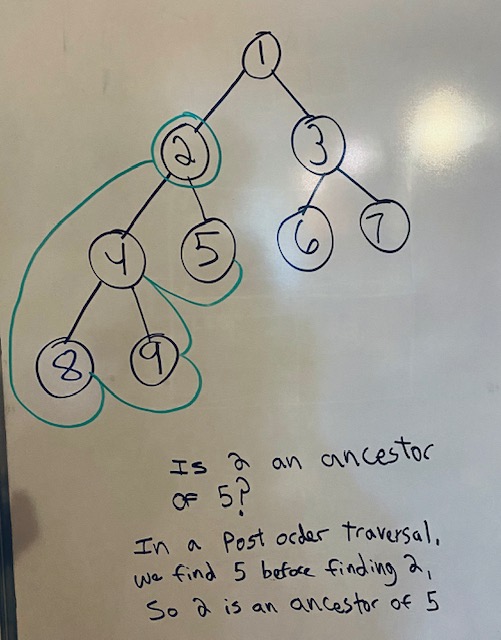 1
2 3
4 5 6 7
8 9
Is 2 an ancestor
of 5?
In a Post order traversal,
we find 5 before finding 2,
So 2 is an ancestor of 5